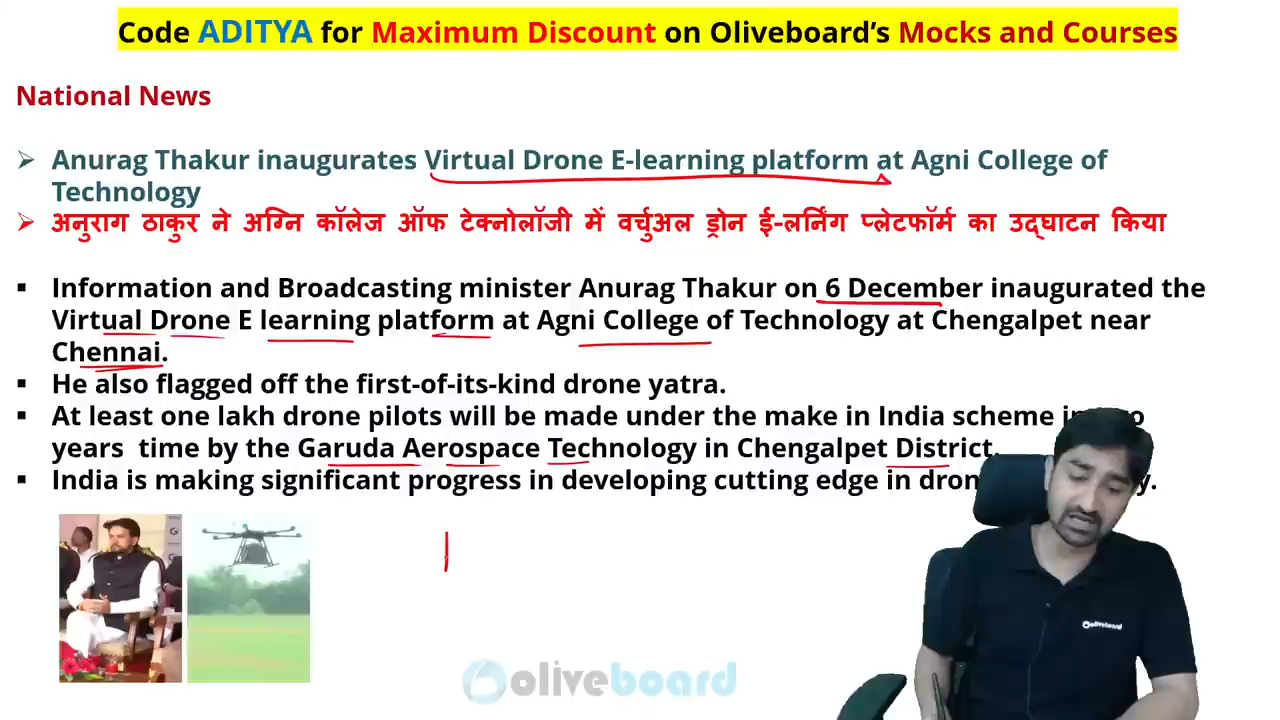 Code ADITYA for Maximum Discount on Oliveboard's Mocks and Courses
National News
Anurag Thakur inaugurates Virtual Drone E-learning platform at Agni College of
Technology
अनुराग ठाकुर ने अग्नि कॉलेज ऑफ टेक्नोलॉजी में वर्चुअल ड्रोन ई-लर्निंग प्लेटफॉर्म का उद्घाटन किया
Information and Broadcasting minister Anurag Thakur on 6 December inaugurated the
Virtual Drone E learning platform at Agni College of Technology at Chengalpet near
Chennai.
He also flagged off the first-of-its-kind drone yatra.
At least one lakh drone pilots will be made under the make in India scheme
years time by the Garuda Aerospace Technology in Chengalpet District.
India is making significant progress in developing cutting edge in
oliveboard
oliveboard